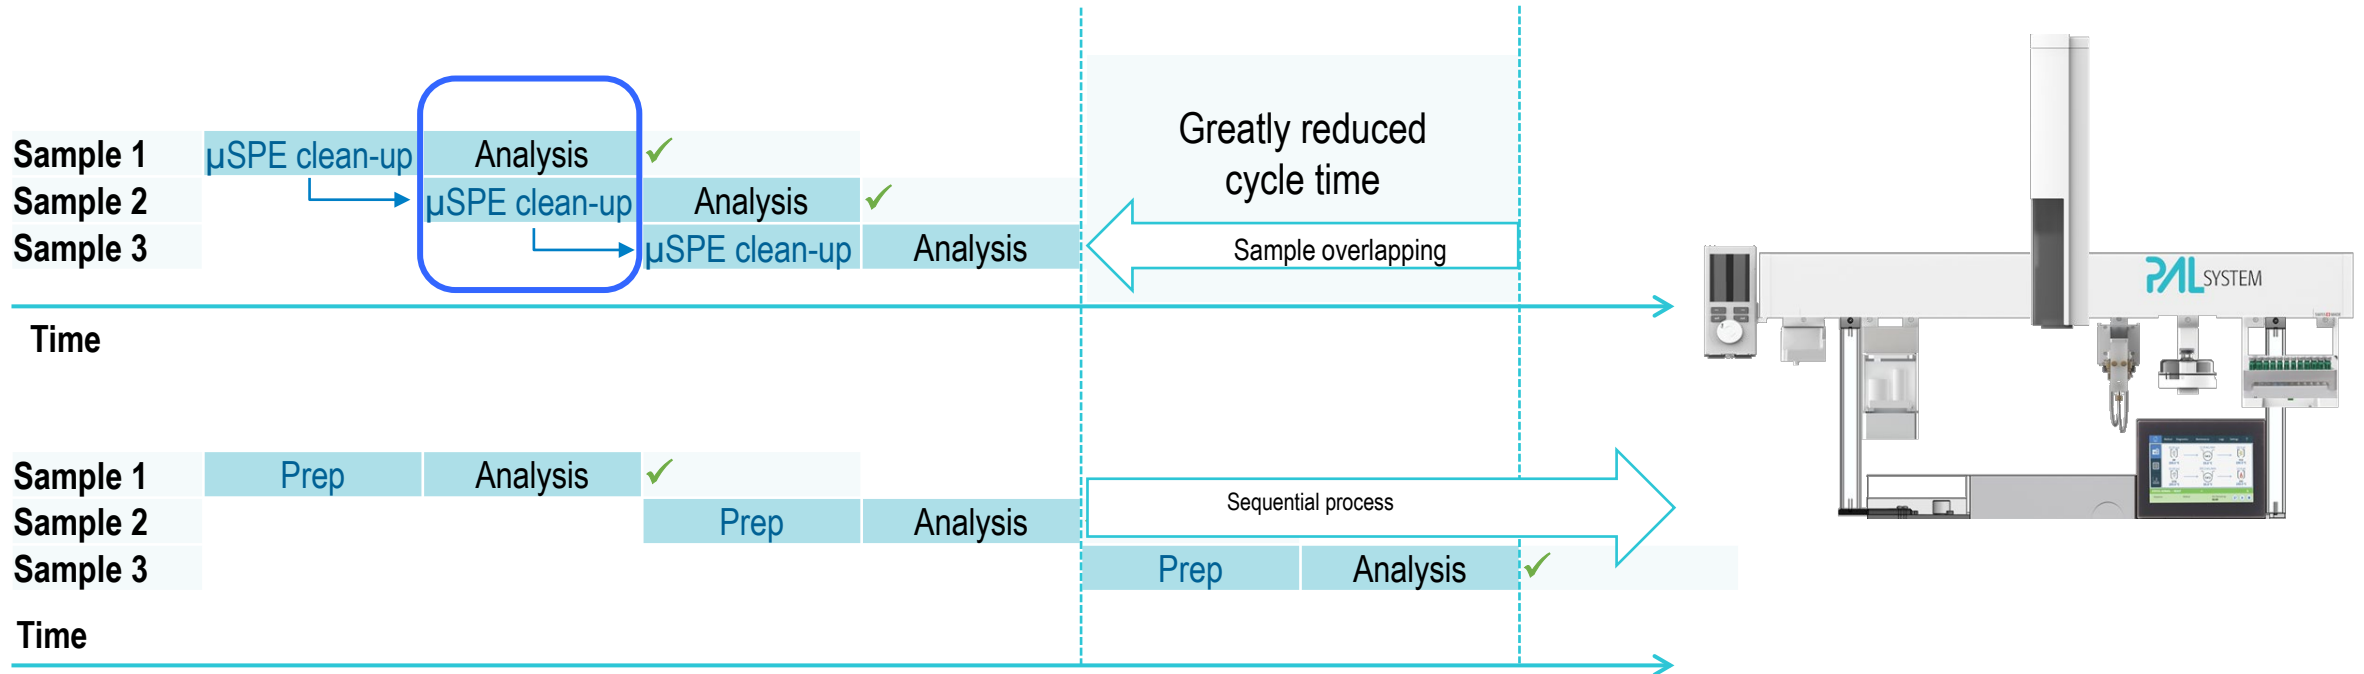 Greatly reduced
cycle time
Sample 1 µSPE clean-up Analysis
Sample 2 µSPE clean-up Analysis
Sample 3 µSPE clean-up Analysis
Sample overlapping
PAL SYSTEM
Time
Sample 1 Prep Analysis
Sequential process
Sample 2 Prep Analysis
Sample 3 Prep Analysis
Time